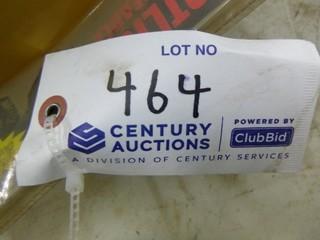 LOT NO
464
CENTURY AUCTIONS
POWERED BY ClubBid
A DIVISION OF CENTURY SERVICES